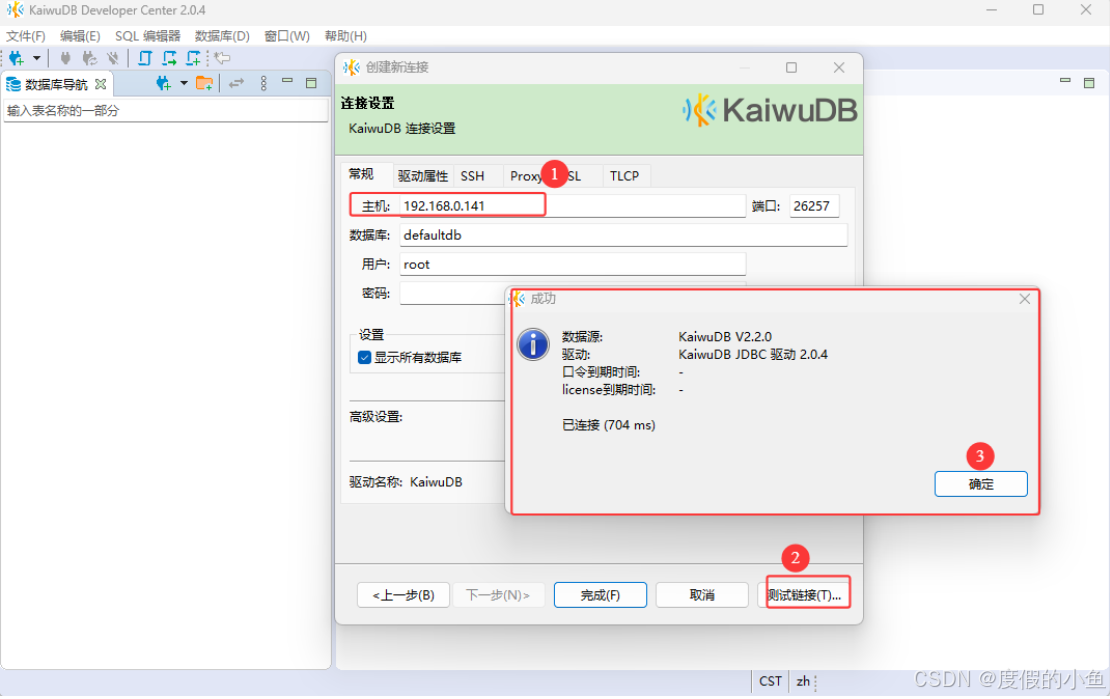 KaiwuDB Developer Center 2.0.4
文件(F) 编辑(E) SQL 编辑器 数据库(D) 窗口(W) 帮助(H)
数据库导航
输入表名称的一部分
创建新连接
连接设置
KaiwuDB 连接设置
KaiwuDB
常规 驱动属性 SSH Proxy SL TLCP
1
主机: 192.168.0.141 端口: 26257
数据库: defaultdb
用户: root
密码:
设置
显示所有数据库
高级设置:
驱动名称: KaiwuDB
成功
数据源: KaiwuDB V2.2.0
驱动: KaiwuDB JDBC 驱动 2.0.4
口令到期时间: -
license到期时间: -
已连接 (704 ms)
3
确定
2
<上一步(B) 下一步(N)> 完成(F) 取消 测试链接(T)...
CST zh
CSDN @度假的小鱼